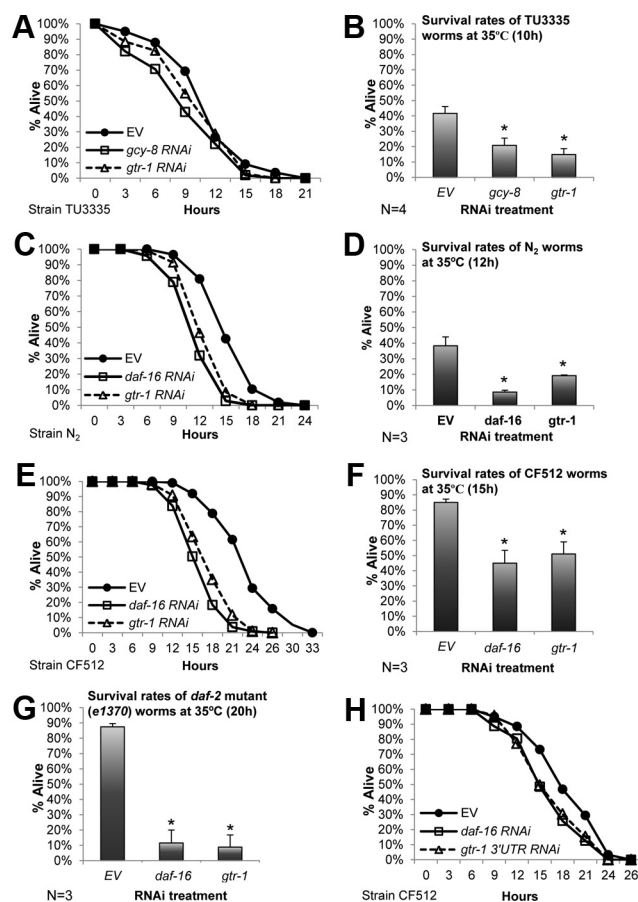 A
% Alive
100%
90%
80%
70%
60%
50%
40%
30%
20%
10%
0%
EV
gcy-8 RNAi
gtr-1 RNAi
0 3 6 9 12 15 18 21
Strain TU3335
Hours
B
Survival rates of TU3335
worms at 35°C (10h)
% Alive
100%
90%
80%
70%
60%
50%
40%
30%
20%
10%
0%
* *
EV gcy-8 gtr-1
N=4
RNAi treatment
C
% Alive
100%
90%
80%
70%
60%
50%
40%
30%
20%
10%
0%
EV
daf-16 RNAi
gtr-1 RNAi
0 3 6 9 12 15 18 21 24
Strain N2
Hours
D
Survival rates of N2 worms
at 35ºC (12h)
% Alive
100%
90%
80%
70%
60%
50%
40%
30%
20%
10%
0%
* *
EV daf-16 gtr-1
N=3
RNAi treatment
E
% Alive
100%
90%
80%
70%
60%
50%
40%
30%
20%
10%
0%
EV
daf-16 RNAi
gtr-1 RNAi
0 3 6 9 12 15 18 21 24 26 30 33
Strain CF512
Hours
F
Survival rates of CF512 worms
at 35°C (15h)
% Alive
100%
90%
80%
70%
60%
50%
40%
30%
20%
10%
0%
* *
EV daf-16 gtr-1
N=3
RNAi treatment
G
Survival rates of daf-2 mutant
(e1370) worms at 35ºC (20h)
% Alive
100%
90%
80%
70%
60%
50%
40%
30%
20%
10%
0%
* *
EV daf-16 gtr-1
N=3
RNAi treatment
H
% Alive
100%
90%
80%
70%
60%
50%
40%
30%
20%
10%
0%
EV
daf-16 RNAi
gtr-1 3'UTR RNAi
0 3 6 9 12 15 18 21 24 26
Strain CF512
Hours